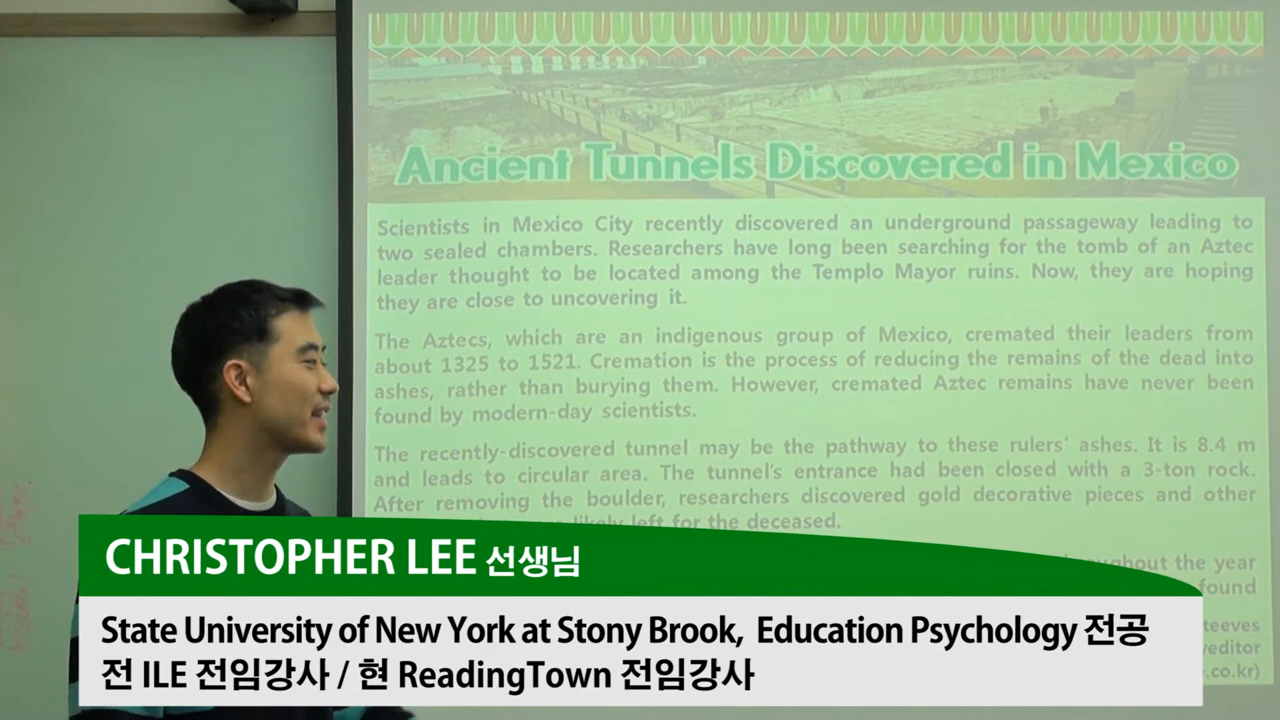 Ancient Tunnels Discovered in Mexico
Scientists in Mexico City recently discovered an underground passageway leading to
two sealed chambers. Researchers have long been searching for the tomb of an Aztec
leader thought to be located among the Templo Mayor ruins. Now, they are hoping
they are close to uncovering it.
The Aztecs, which are an indigenous group of Mexico, cremated their leaders from
about 1325 to 1521. Cremation is the process of reducing the remains of the dead into
ashes, rather than burying them. However, cremated Aztec remains have never been
found by modern-day scientists.
The recently-discovered tunnel may be the pathway to these rulers' ashes. It is 8.4 m
and leads to circular area. The tunnel's entrance had been closed with a 3-ton rock.
After removing the boulder, researchers discovered gold decorative pieces and other
likely left for the deceased.
the year
found
CHRISTOPHER LEE 선생님
State University of New York at Stony Brook, Education Psychology 전공
전 ILE 전임강사 / 현 ReadingTown 전임강사